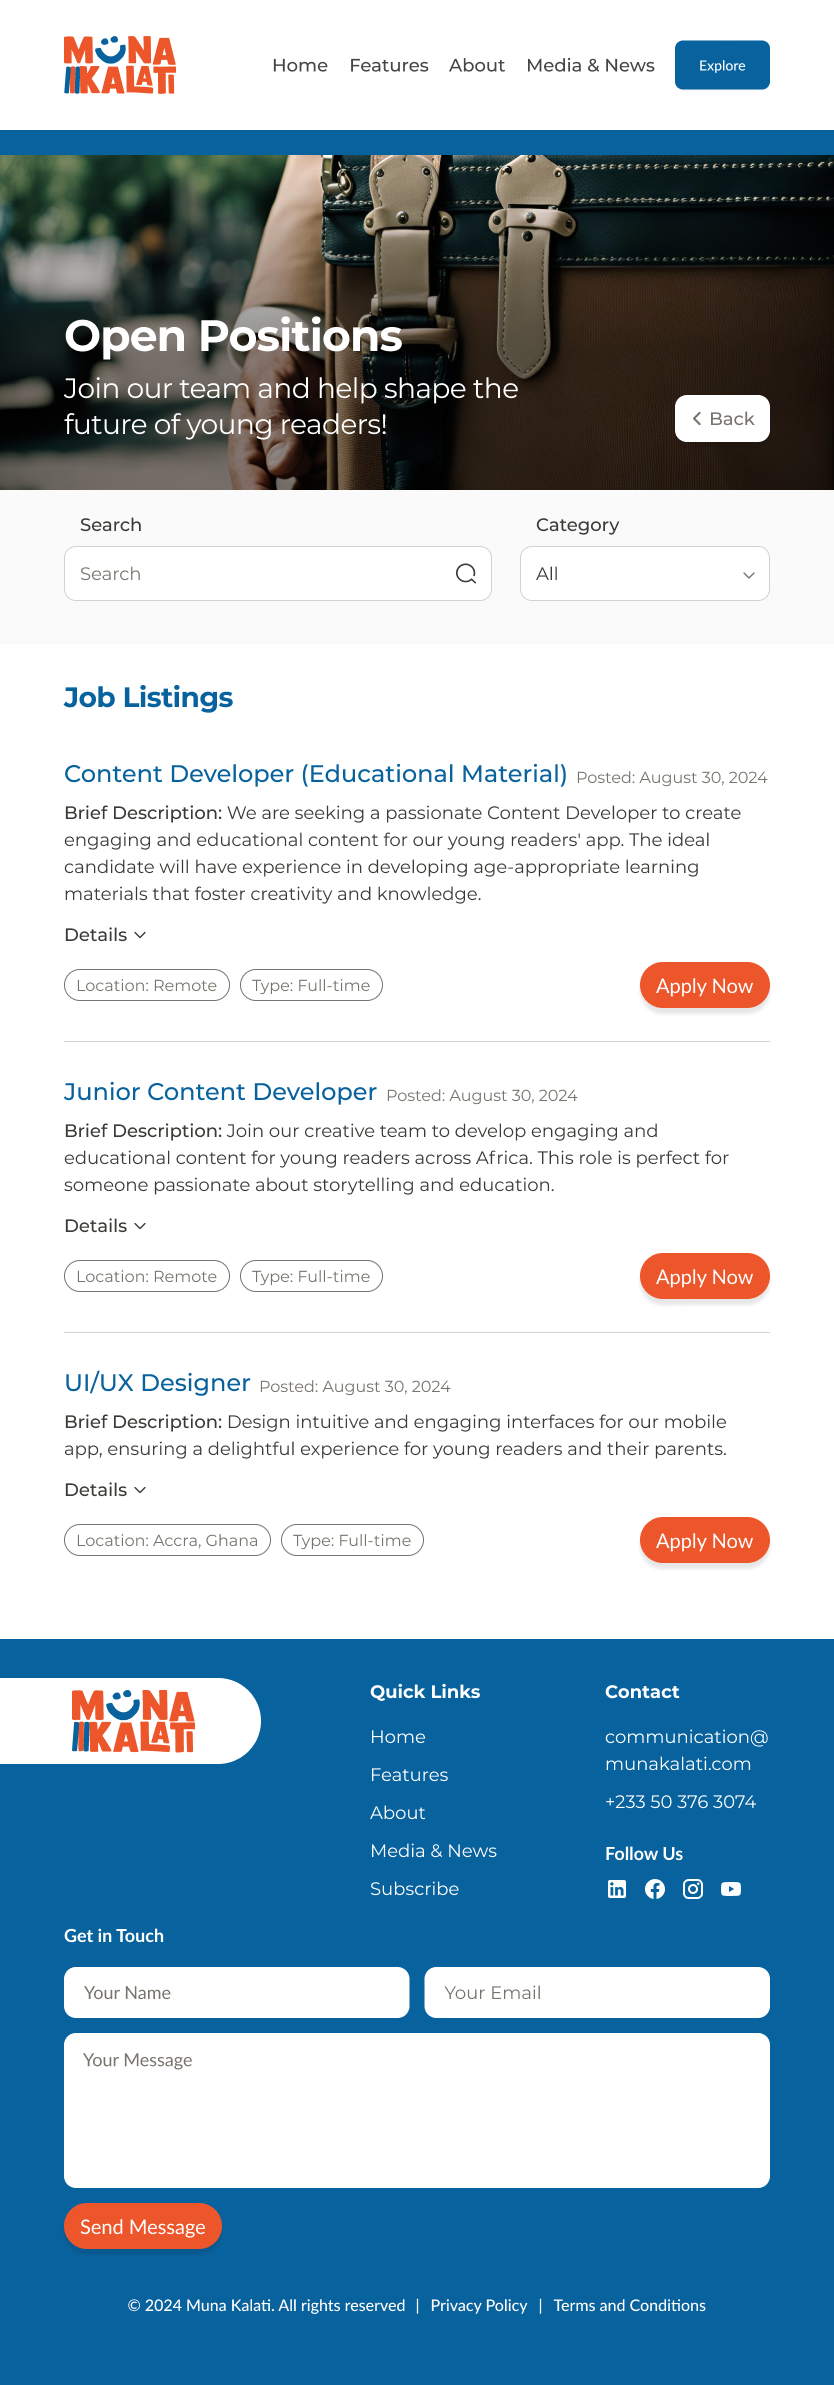 MUNA
KALATI
Home Features About Media & News Explore
Open Positions
Join our team and help shape the
future of young readers!
Back
Search Category
Search All
Job Listings
Content Developer (Educational Material) Posted: August 30, 2024
Brief Description: We are seeking a passionate Content Developer to create
engaging and educational content for our young readers' app. The ideal
candidate will have experience in developing age-appropriate learning
materials that foster creativity and knowledge.
Details
Location: Remote Type: Full-time Apply Now
Junior Content Developer Posted: August 30, 2024
Brief Description: Join our creative team to develop engaging and
educational content for young readers across Africa. This role is perfect for
someone passionate about storytelling and education.
Details
Location: Remote Type: Full-time Apply Now
UI/UX Designer Posted: August 30, 2024
Brief Description: Design intuitive and engaging interfaces for our mobile
app, ensuring a delightful experience for young readers and their parents.
Details
Location: Accra, Ghana Type: Full-time Apply Now
MUNA
KALATI
Quick Links
Home
Features
About
Media & News
Subscribe
Contact
communication@
munakalati.com
+233 50 376 3074
Follow Us
Get in Touch
Your Name Your Email
Your Message
Send Message
© 2024 Muna Kalati. All rights reserved | Privacy Policy | Terms and Conditions